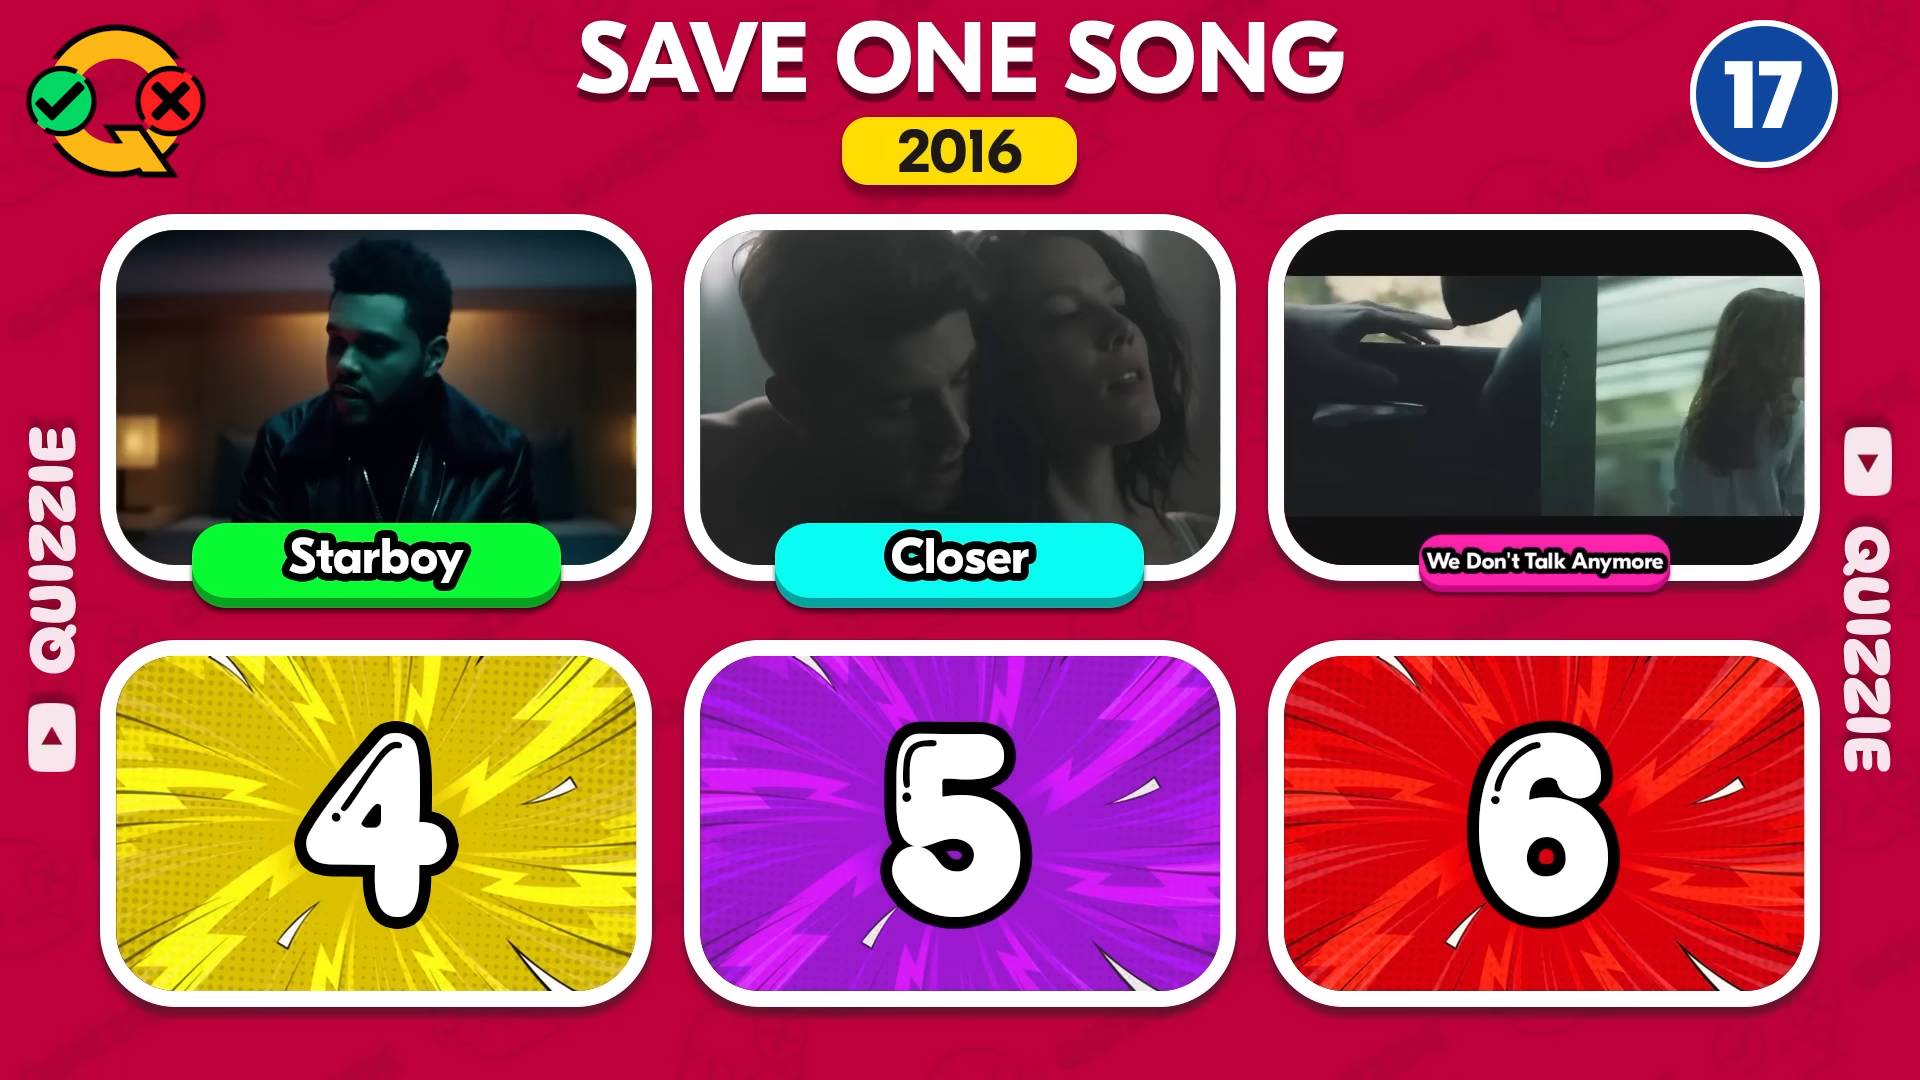 SAVE ONE SONG
2016
17
Starboy
Closer
We Don't Talk Anymore
4
5
6
QUIZZIE
QUIZZIE